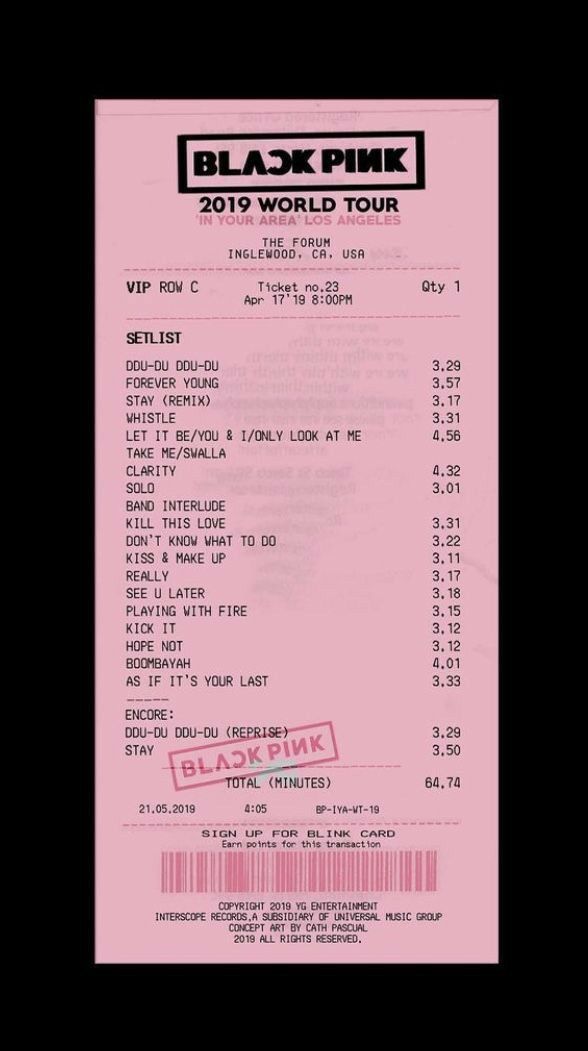 BLACKPINK
2019 WORLD TOUR
'IN YOUR AREA' LOS ANGELES
THE FORUM
INGLEWOOD, CA, USA
VIP ROW C Ticket no.23 Qty 1
Apr 17'19 8:00PM
SETLIST
DDU-DU DDU-DU 3.29
FOREVER YOUNG 3.57
STAY (REMIX) 3.17
WHISTLE 3.31
LET IT BE/YOU & I/ONLY LOOK AT ME 4.56
TAKE ME/SWALLA
CLARITY 4.32
SOLO 3.01
BAND INTERLUDE
KILL THIS LOVE 3.31
DON'T KNOW WHAT TO DO 3.22
KISS & MAKE UP 3.11
REALLY 3.17
SEE U LATER 3.18
PLAYING WITH FIRE 3.15
KICK IT 3.12
HOPE NOT 3.12
BOOMBAYAH 4.01
AS IF IT'S YOUR LAST 3.33
-----
ENCORE:
DDU-DU DDU-DU (REPRISE) 3.29
STAY 3.50
BLACKPINK
TOTAL (MINUTES) 64.74
21.05.2019 4:05 BP-IYA-WT-19
SIGN UP FOR BLINK CARD
Earn points for this transaction
COPYRIGHT 2019 YG ENTERTAINMENT
INTERSCOPE RECORDS,A SUBSIDIARY OF UNIVERSAL MUSIC GROUP
CONCEPT ART BY CATH PASCUAL
2019 ALL RIGHTS RESERVED.